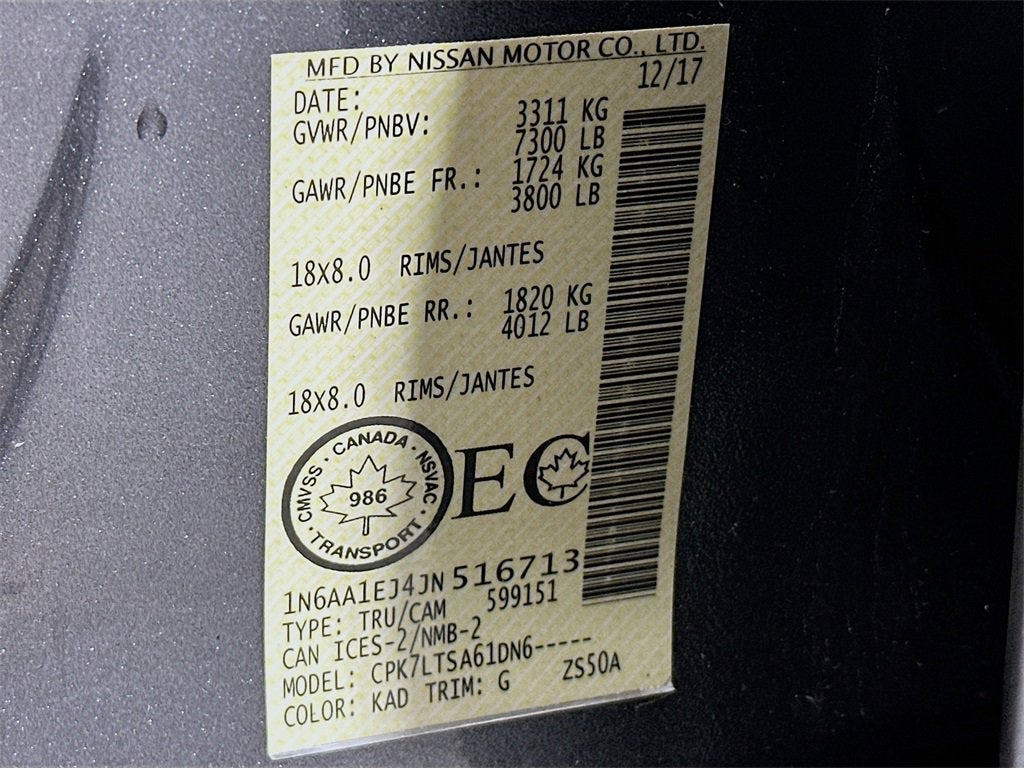 MFD BY NISSAN MOTOR CO., LTD.
DATE: 12/17
GVWR/PNBV: 3311 KG
7300 LB
GAWR/PNBE FR.: 1724 KG
3800 LB
18X8.0 RIMS/JANTES
GAWR/PNBE RR.: 1820 KG
4012 LB
18X8.0 RIMS/JANTES
CMVSS · CANADA · NSVAC
986
· TRANSPORT ·
EC
1N6AA1EJ4JN516713
TYPE: TRU/CAM 599151
CAN ICES-2/NMB-2
MODEL: CPK7LTSA61DN6-----
COLOR: KAD TRIM: G ZS50A